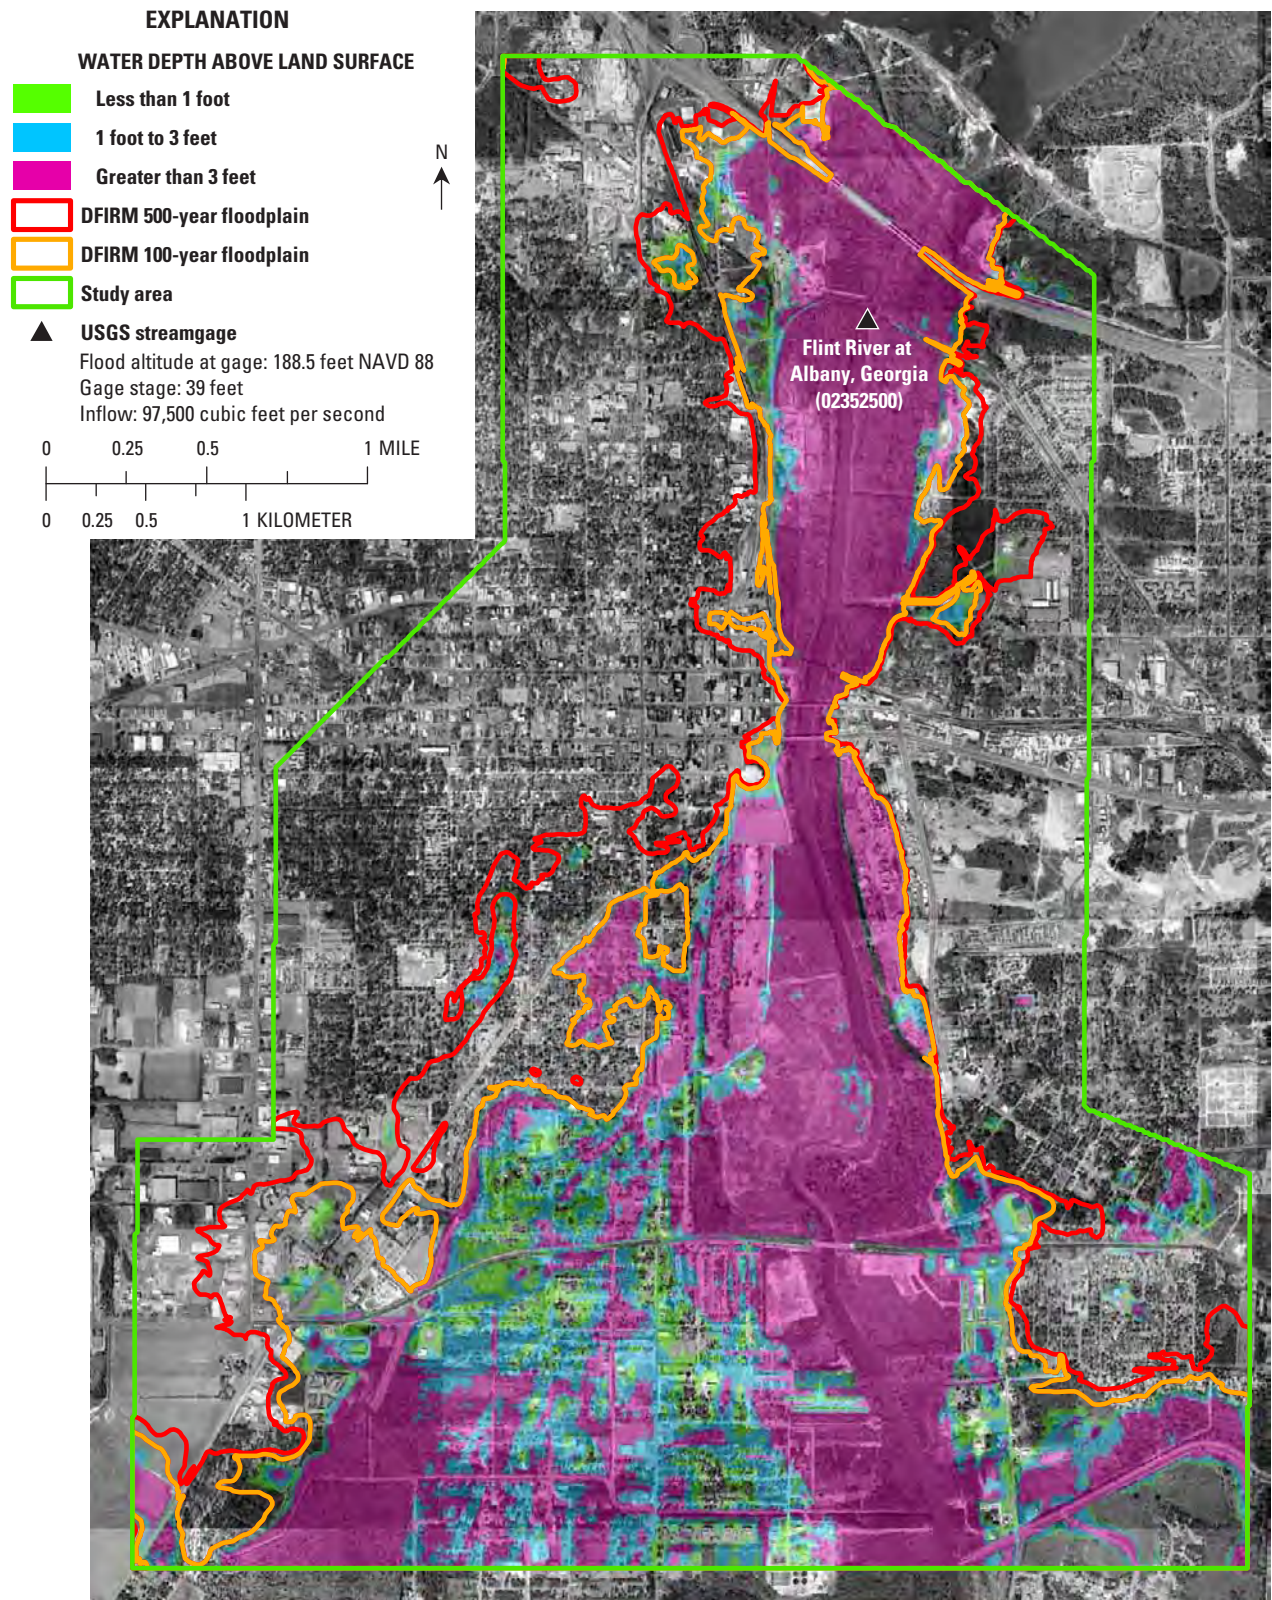 EXPLANATION
WATER DEPTH ABOVE LAND SURFACE
Less than 1 foot
1 foot to 3 feet
Greater than 3 feet
DFIRM 500-year floodplain
DFIRM 100-year floodplain
Study area
USGS streamgage
Flood altitude at gage: 188.5 feet NAVD 88
Gage stage: 39 feet
Inflow: 97,500 cubic feet per second
N
0 0.25 0.5 1 MILE
0 0.25 0.5 1 KILOMETER
Flint River at
Albany, Georgia
(02352500)